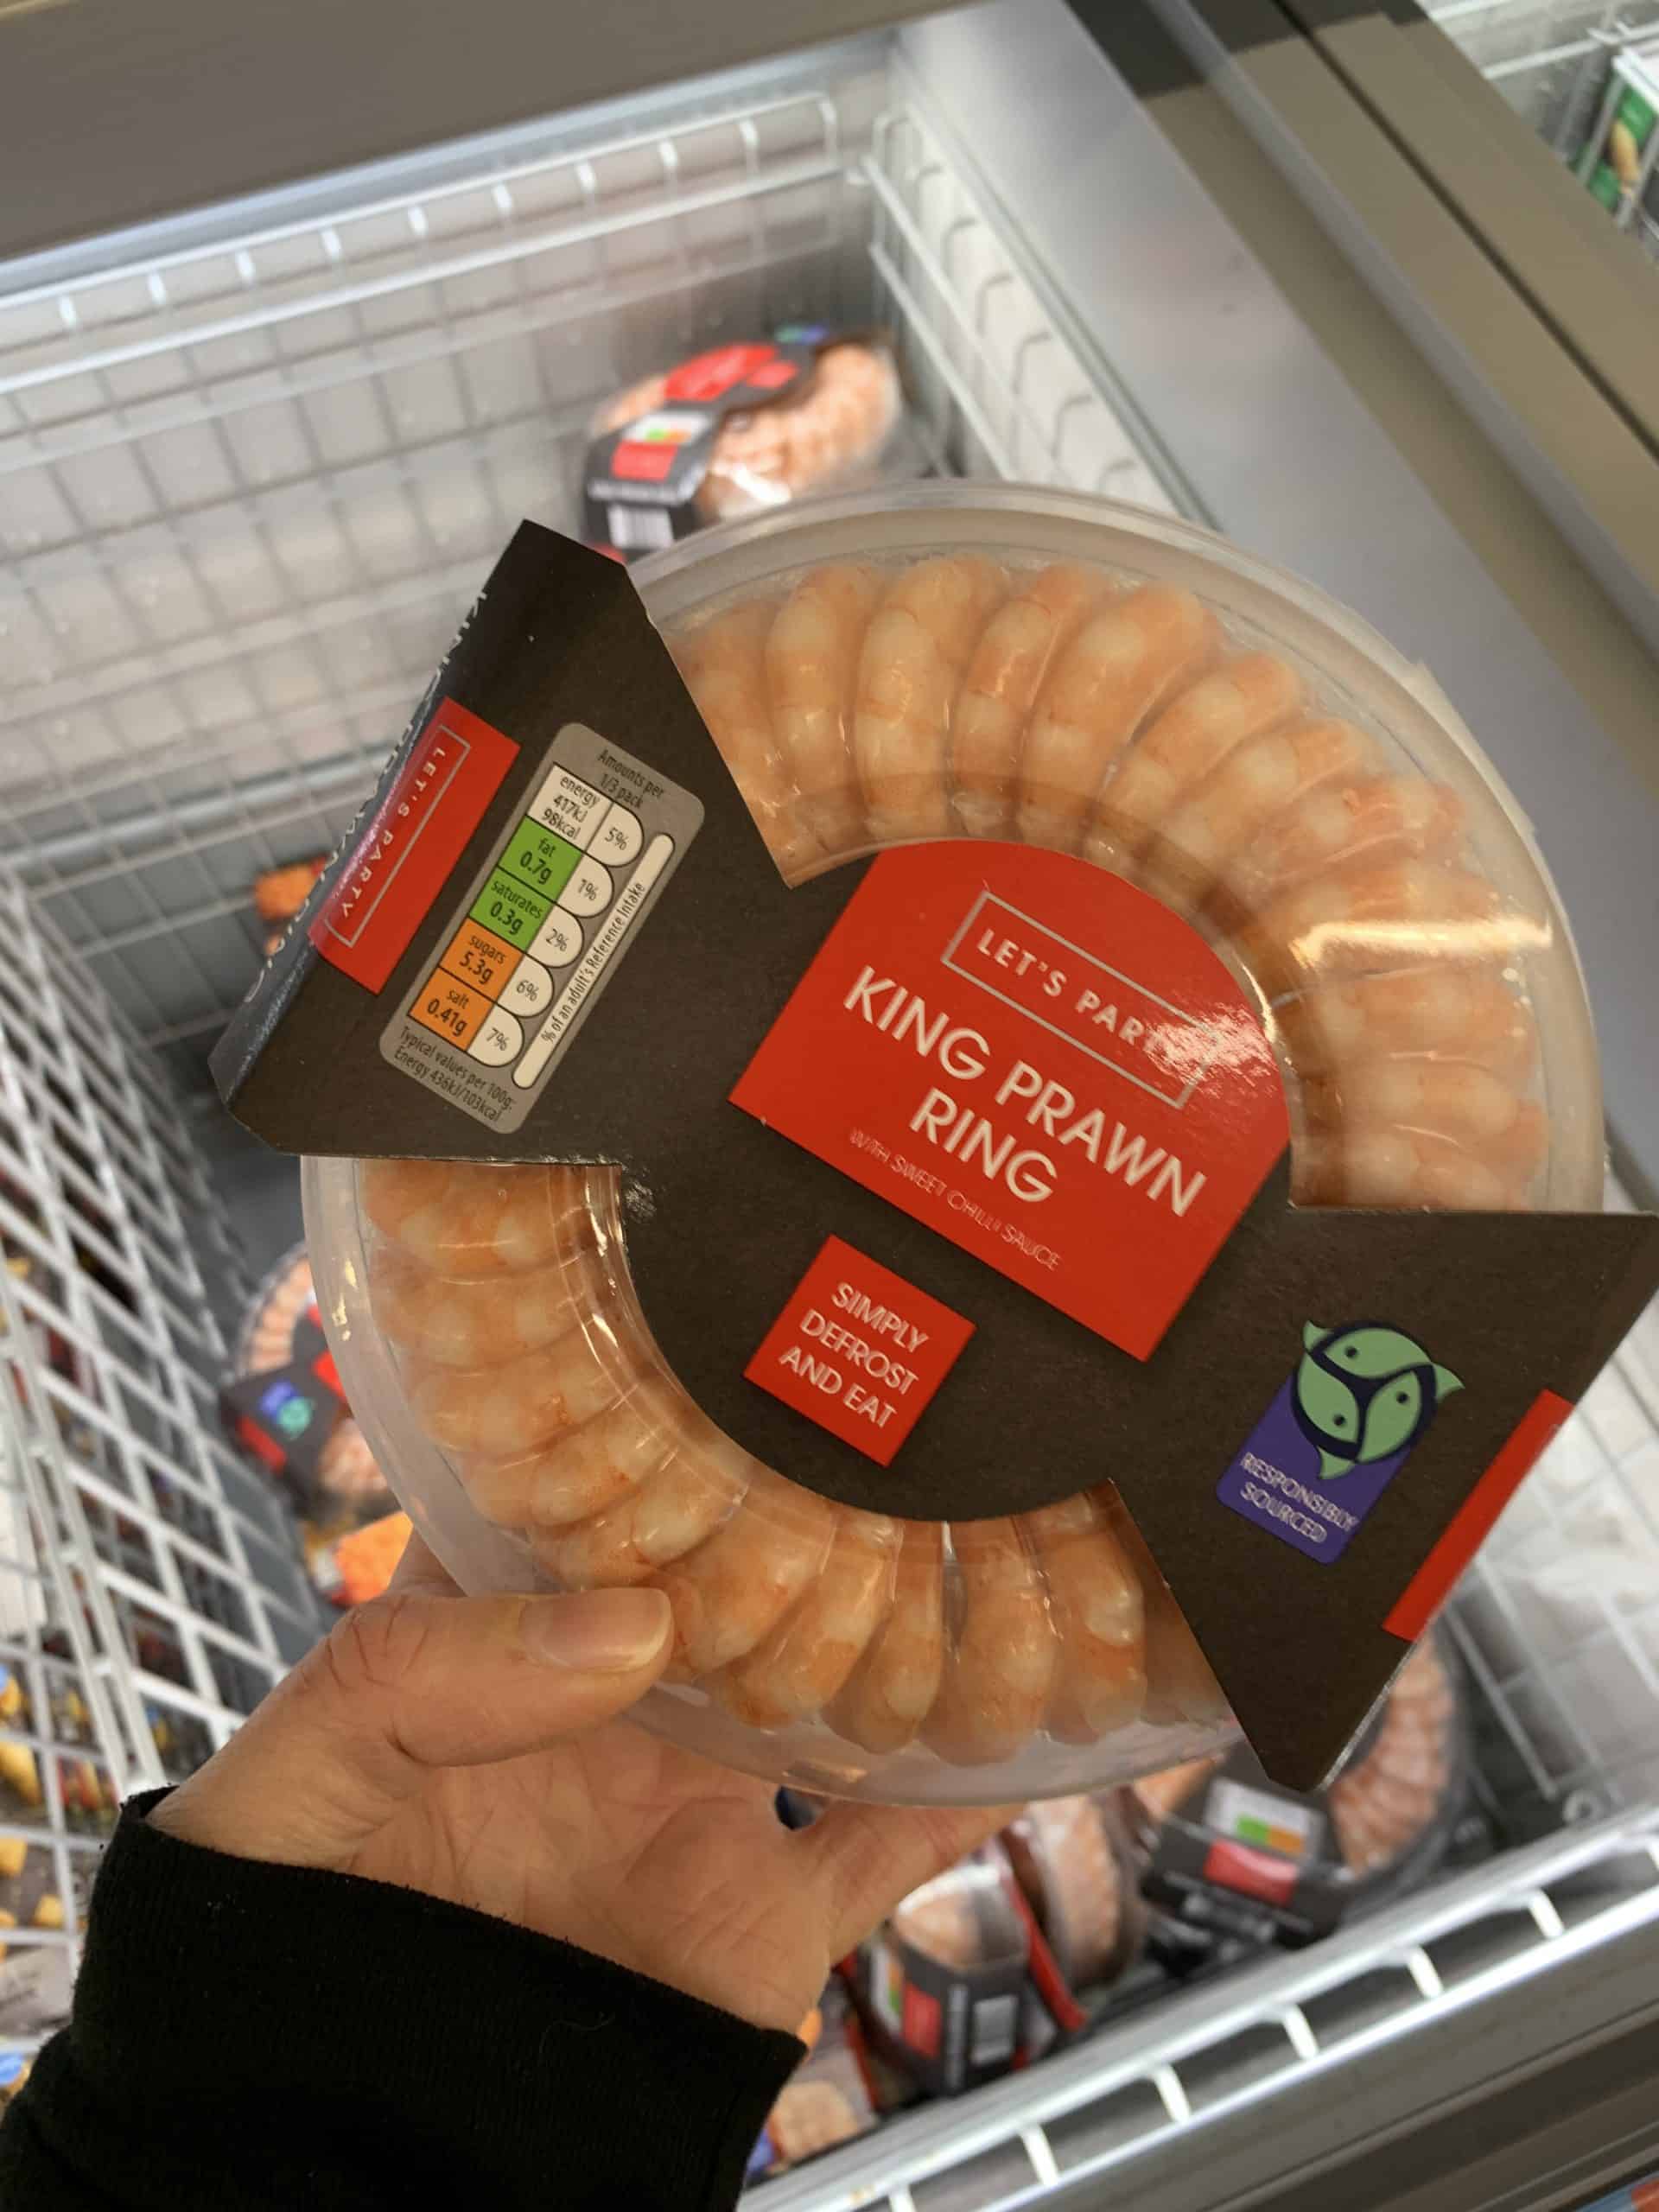 LET'S PARTY
Amounts per
1/3 pack
energy
417kJ
98kcal
5%
fat
0.7g
1%
saturates
0.3g
2%
sugars
5.3g
6%
salt
0.41g
7%
% of an adult's Reference Intake
Typical values per 100g:
Energy 436kJ/103kcal
LET'S PARTY
KING PRAWN
RING
WITH SWEET CHILLI SAUCE
SIMPLY
DEFROST
AND EAT
RESPONSIBLY
SOURCED